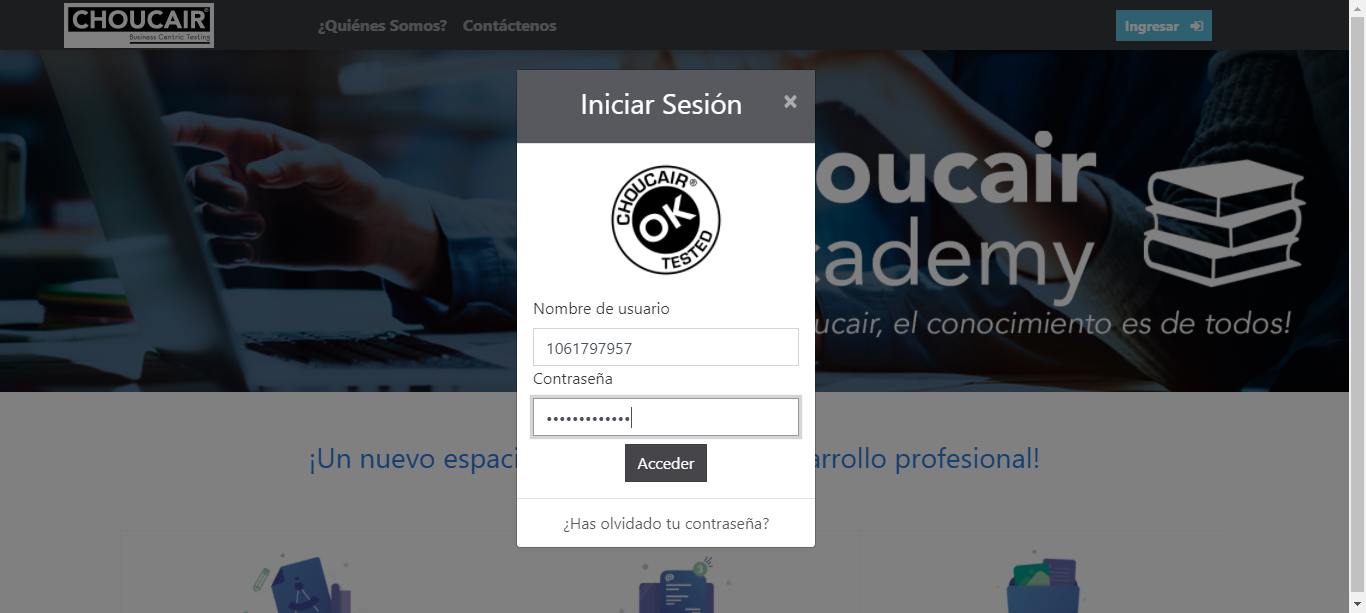 CHOUCAIR®
Business Centric Testing
¿Quiénes Somos? Contáctenos
Ingresar
Iniciar Sesión ×
CHOUCAIR®
OK
TESTED
Nombre de usuario
1061797957
Contraseña
•••••••••••••
Acceder
¿Has olvidado tu contraseña?
oucair
cademy
ucair, el conocimiento es de todos!
¡Un nuevo espaci
arrollo profesional!